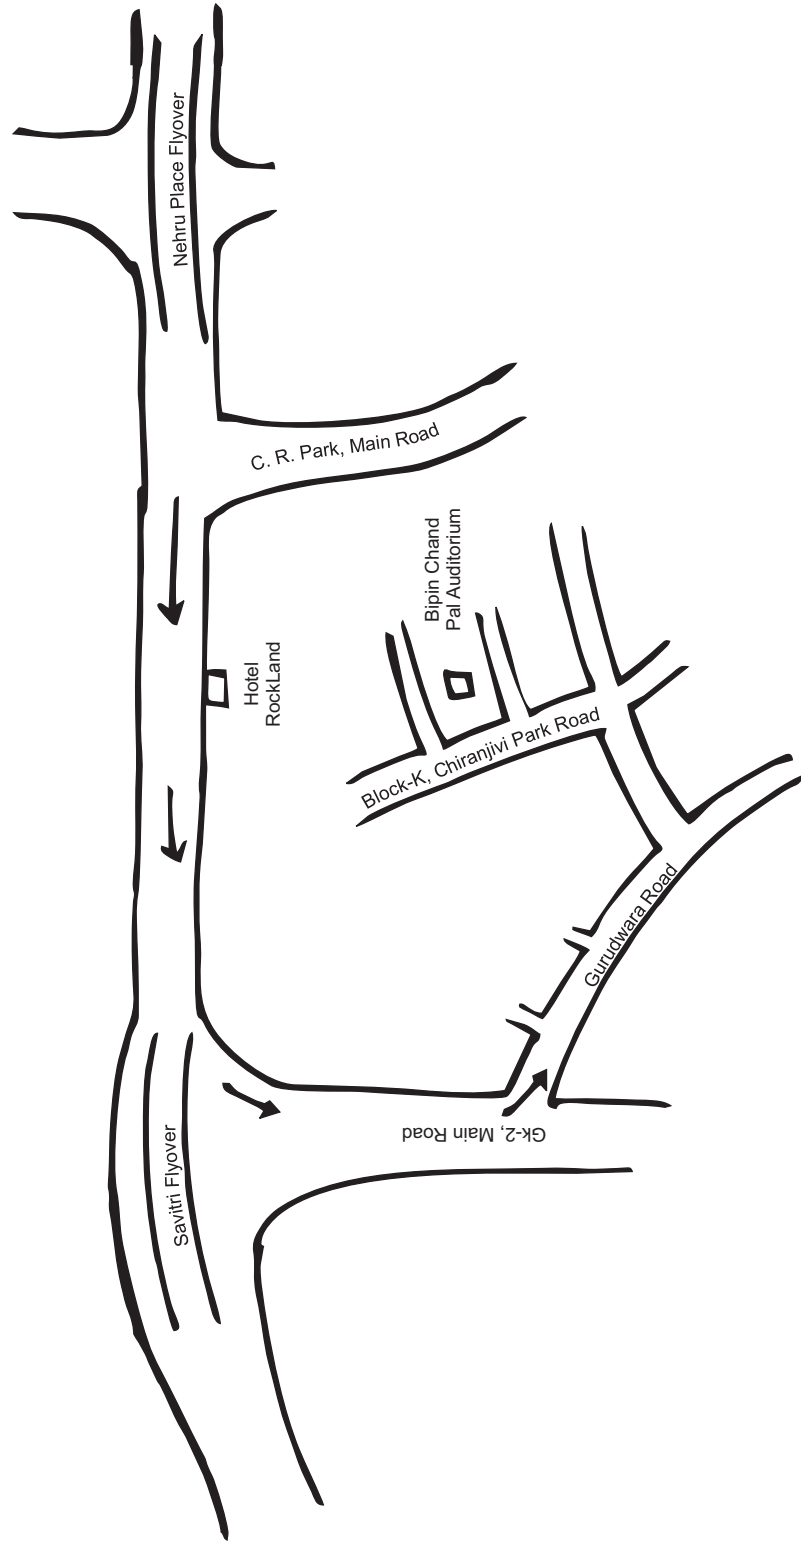 Nehru Place Flyover
C. R. Park, Main Road
Bipin Chand
Pal Auditorium
Hotel
RockLand
Block-K, Chiranjivi Park Road
Gurudwara Road
Gk-2, Main Road
Savitri Flyover